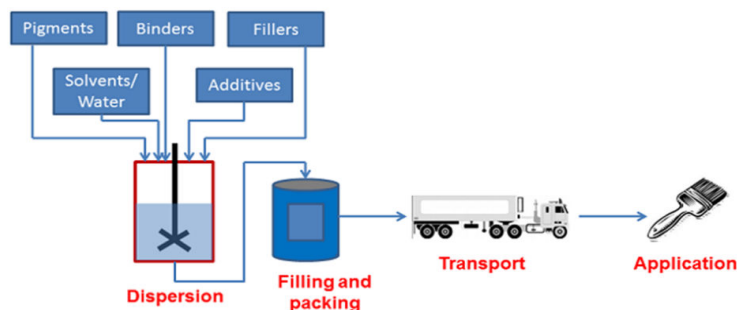 Pigments
Binders
Fillers
Solvents/
Water
Additives
Dispersion
Filling and
packing
Transport
Application